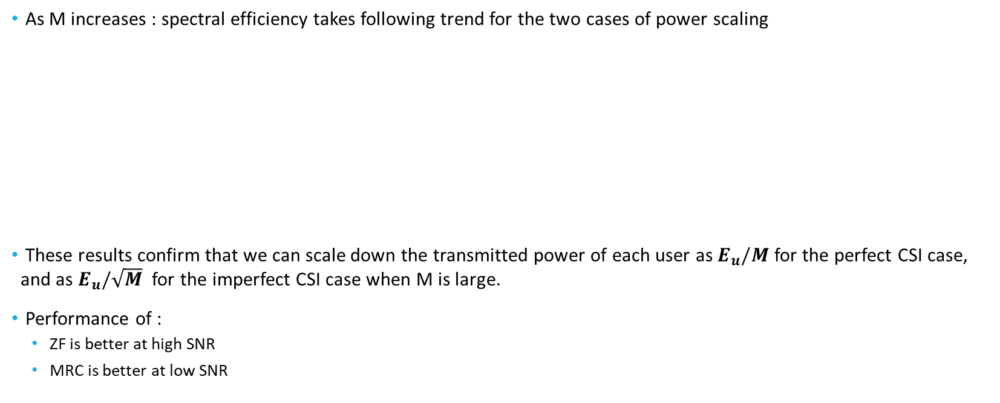 • As M increases : spectral efficiency takes following trend for the two cases of power scaling
• These results confirm that we can scale down the transmitted power of each user as E_u/M for the perfect CSI case,
and as E_u/√M for the imperfect CSI case when M is large.
• Performance of :
• ZF is better at high SNR
• MRC is better at low SNR